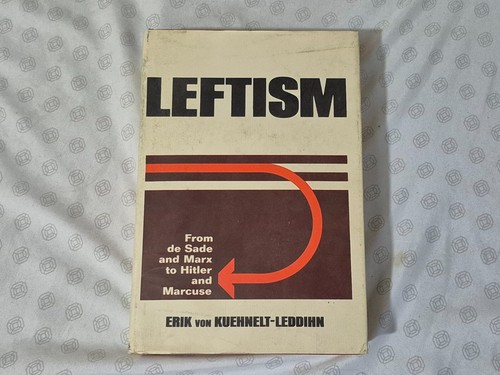 LEFTISM
From
de Sade
and Marx
to Hitler
and
Marcuse
ERIK VON KUEHNELT-LEDDIHN